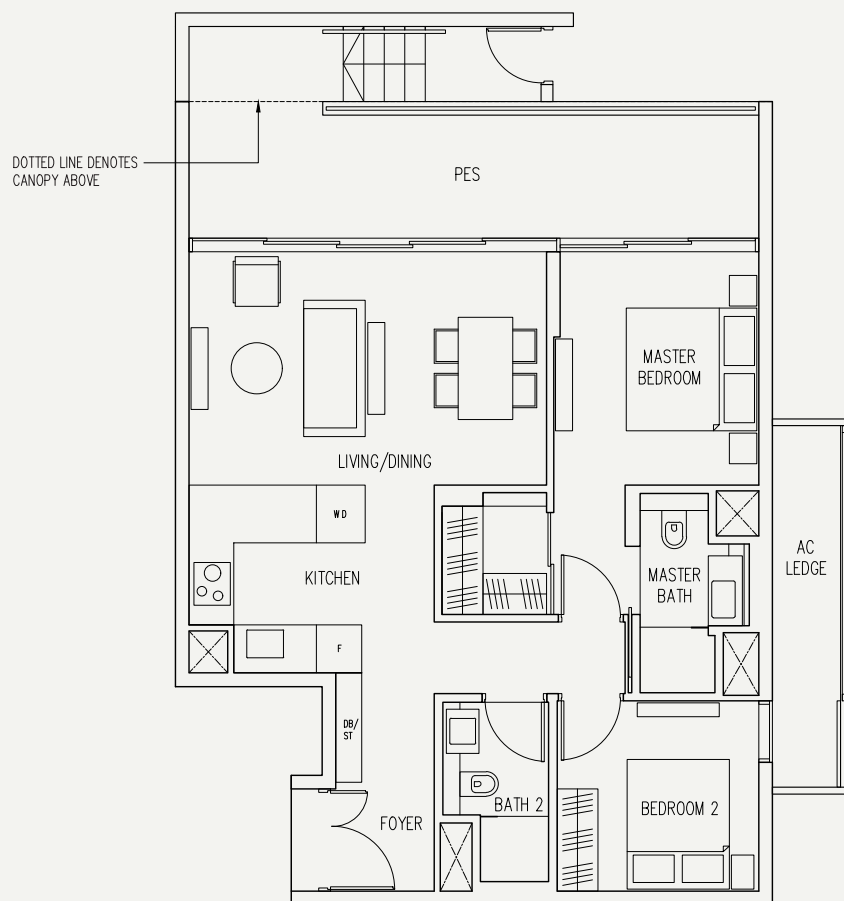 DOTTED LINE DENOTES
CANOPY ABOVE
PES
MASTER
BEDROOM
LIVING/DINING
WD
KITCHEN
MASTER
BATH
AC
LEDGE
F
DB/
ST
BATH 2
BEDROOM 2
FOYER